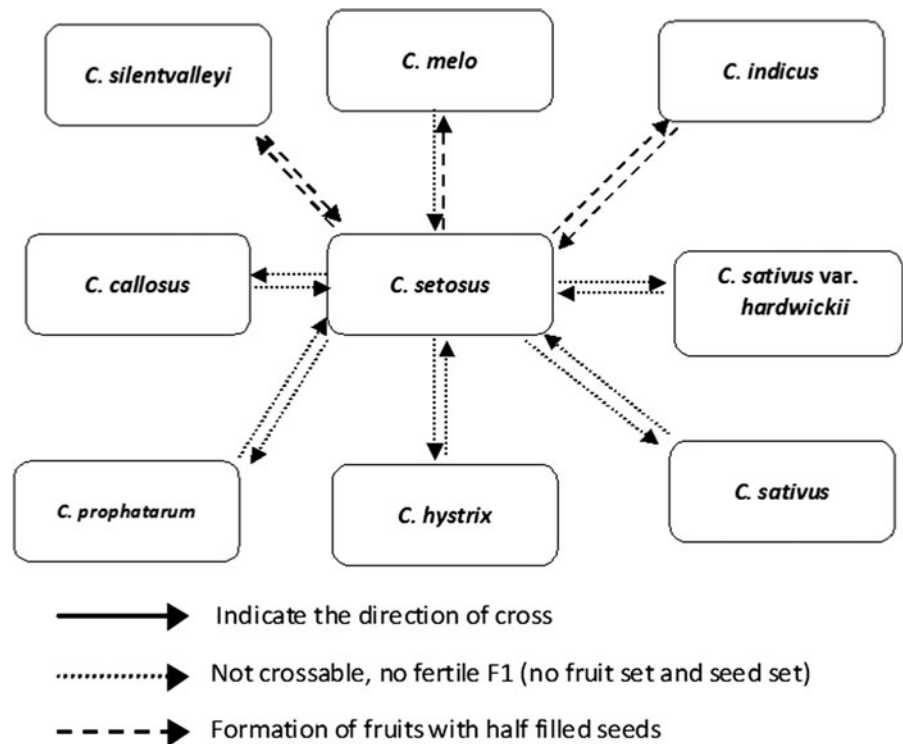 C. silentvalleyi
C. melo
C. indicus
C. callosus
C. setosus
C. sativus var.
hardwickii
C. prophatarum
C. hystrix
C. sativus
Indicate the direction of cross
Not crossable, no fertile F1 (no fruit set and seed set)
Formation of fruits with half filled seeds